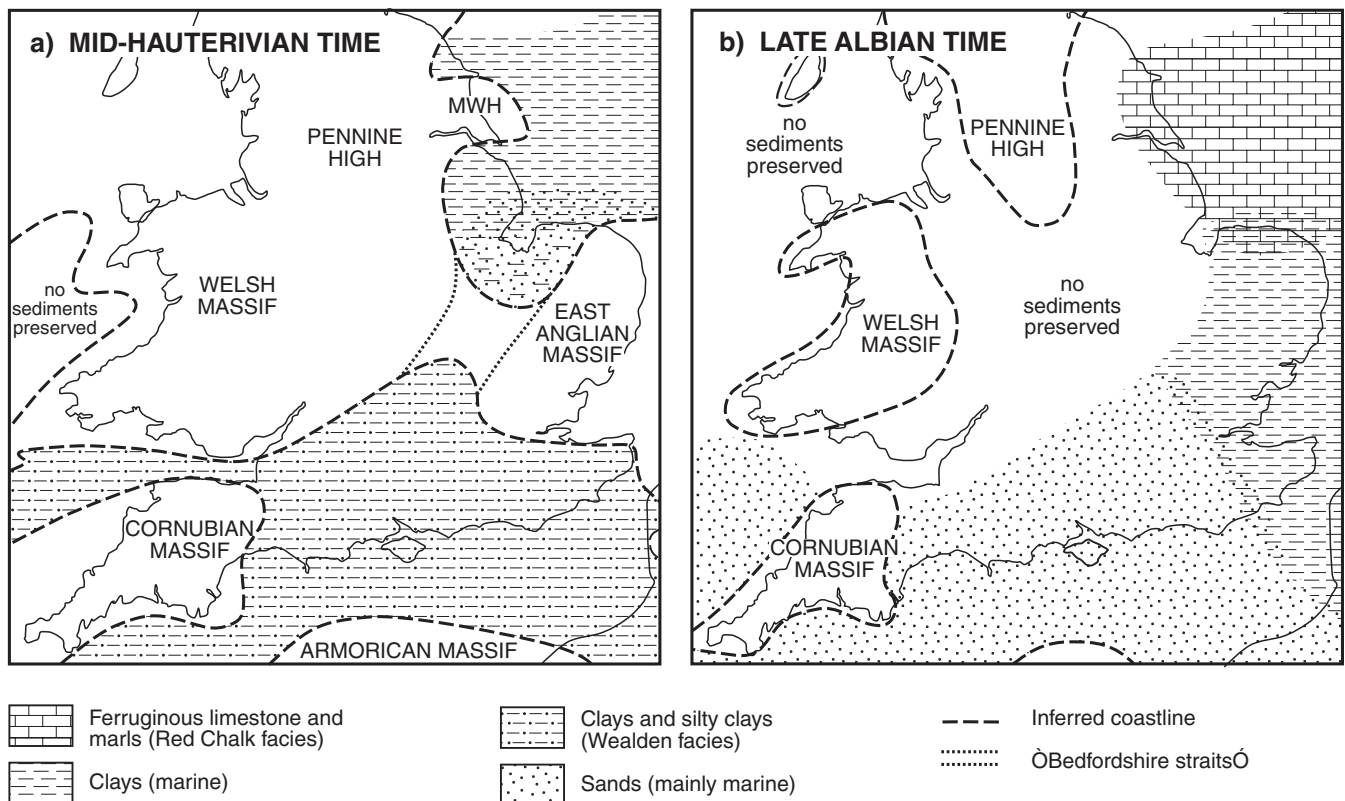 a) MID-HAUTERIVIAN TIME
MWH
PENNINE
HIGH
no
sediments
preserved
WELSH
MASSIF
EAST
ANGLIAN
MASSIF
CORNUBIAN
MASSIF
ARMORICAN MASSIF
b) LATE ALBIAN TIME
no
sediments
preserved
PENNINE
HIGH
WELSH
MASSIF
no
sediments
preserved
CORNUBIAN
MASSIF
Ferruginous limestone and
marls (Red Chalk facies)
Clays (marine)
Clays and silty clays
(Wealden facies)
Sands (mainly marine)
Inferred coastline
ÒBedfordshire straitsÓ